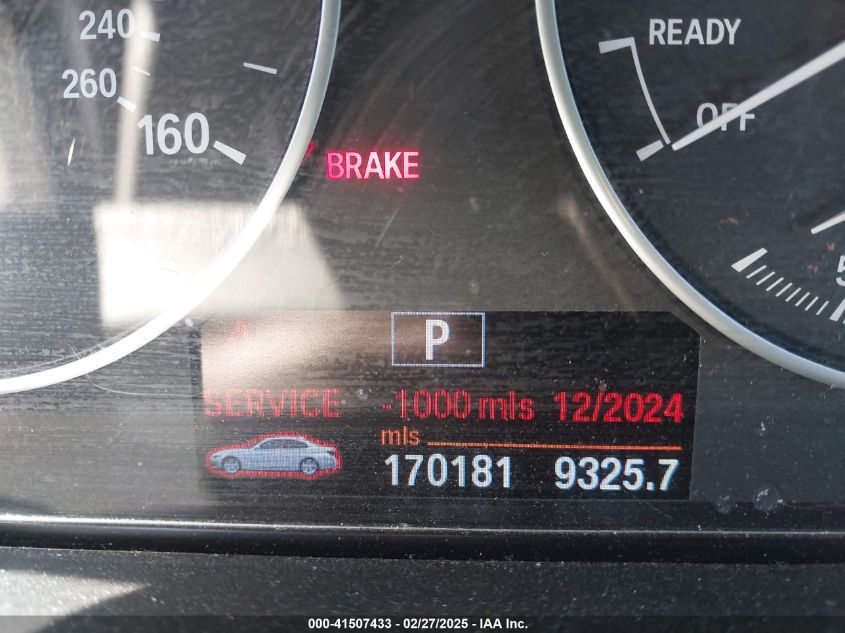 240
READY
260
OFF
160
BRAKE
5
P
SERVICE -1000 mls 12/2024
mls
170181 9325.7
000-41507433 - 02/27/2025 - IAA Inc.